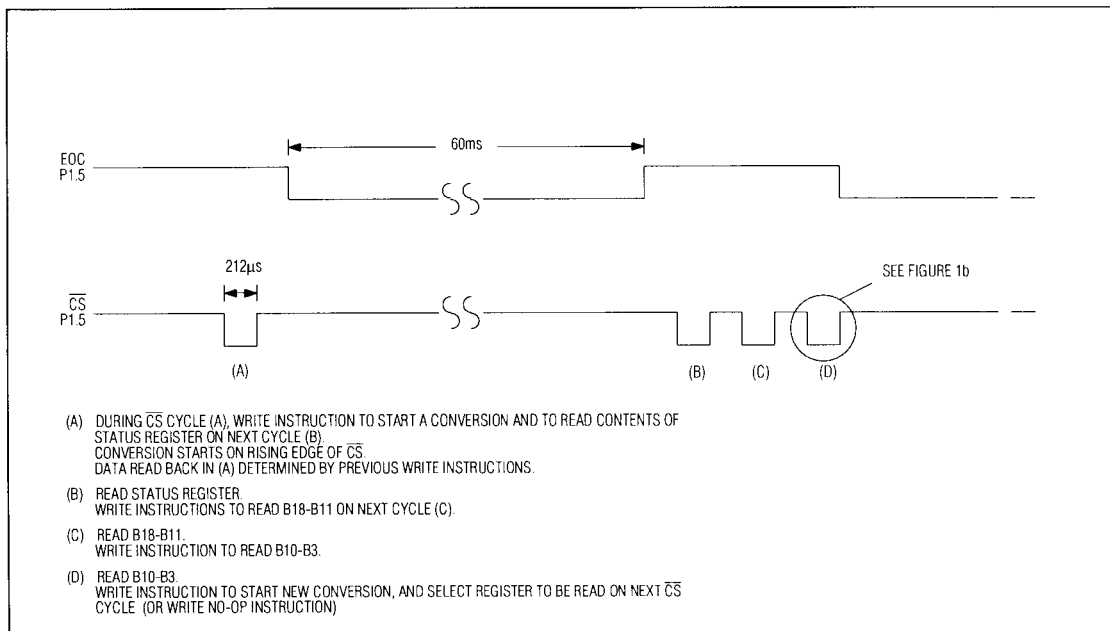 60ms
EOC
P1.5
212µs
SEE FIGURE 1b
C̅S̅
P1.5
(A)
(B)
(C)
(D)
(A) DURING C̅S̅ CYCLE (A), WRITE INSTRUCTION TO START A CONVERSION AND TO READ CONTENTS OF
STATUS REGISTER ON NEXT CYCLE (B).
CONVERSION STARTS ON RISING EDGE OF C̅S̅.
DATA READ BACK IN (A) DETERMINED BY PREVIOUS WRITE INSTRUCTIONS.
(B) READ STATUS REGISTER.
WRITE INSTRUCTIONS TO READ B18-B11 ON NEXT CYCLE (C).
(C) READ B18-B11.
WRITE INSTRUCTION TO READ B10-B3.
(D) READ B10-B3.
WRITE INSTRUCTION TO START NEW CONVERSION, AND SELECT REGISTER TO BE READ ON NEXT C̅S̅
CYCLE (OR WRITE NO-OP INSTRUCTION)